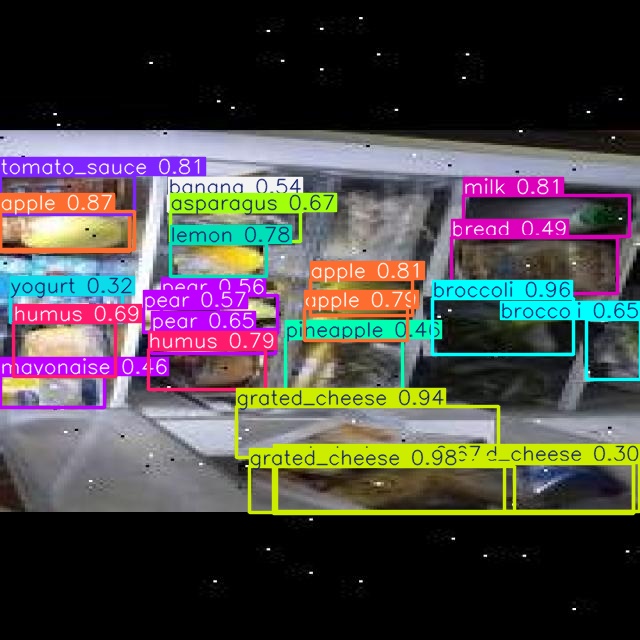 tomato_sauce 0.81
banana 0.54
milk 0.81
apple 0.87
asparagus 0.67
bread 0.49
lemon 0.78
apple 0.81
yogurt 0.32
pear 0.56
broccoli 0.96
pear 0.57
apple 0.79
humus 0.69
0.65
pear 0.65
pineapple 0.46
humus 0.79
mayonaise 0.46
grated_cheese 0.94
grated_cheese 0.98
d_cheese 0.30